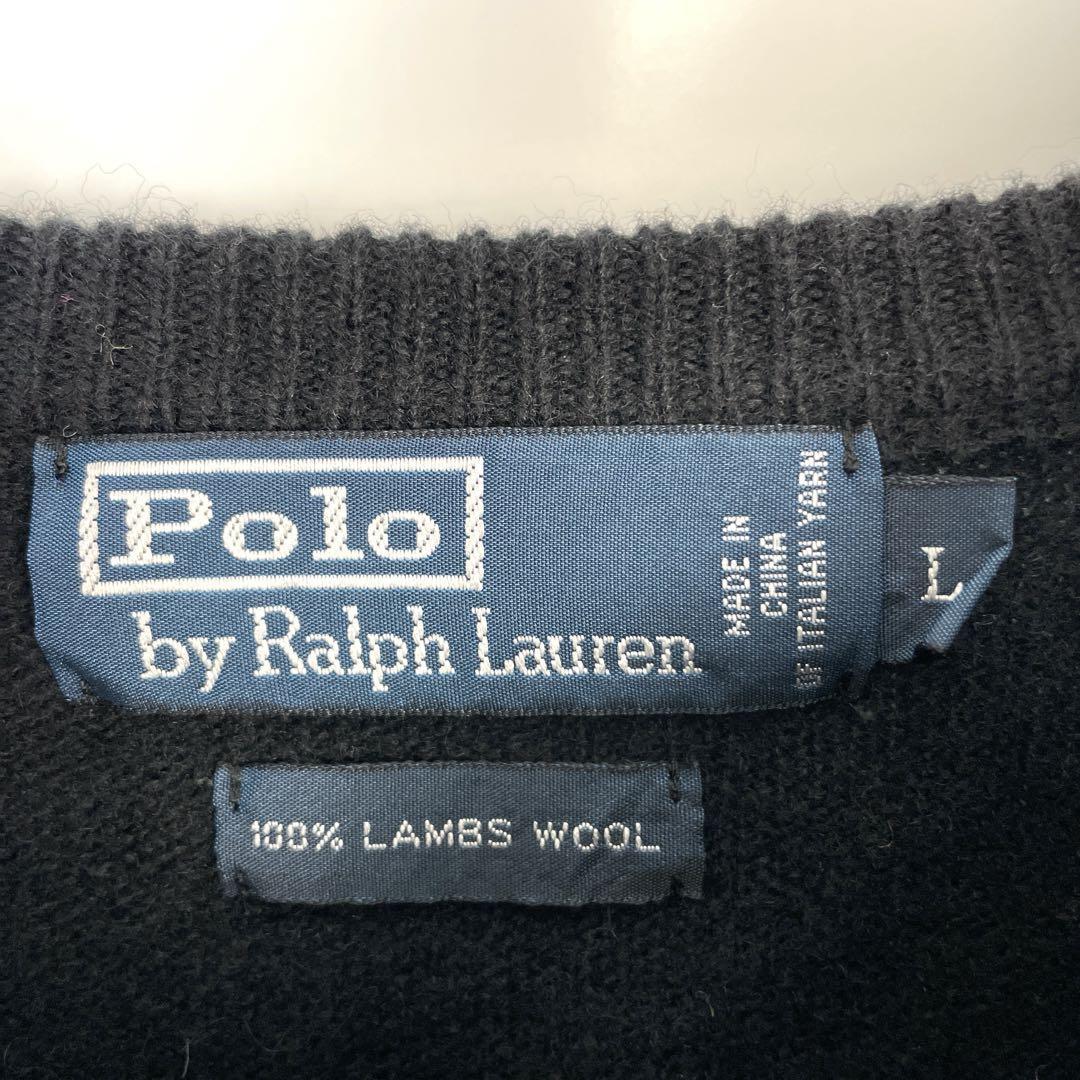 Polo
by Ralph Lauren
MADE IN
CHINA
OF ITALIAN YARN
L
100% LAMBS WOOL